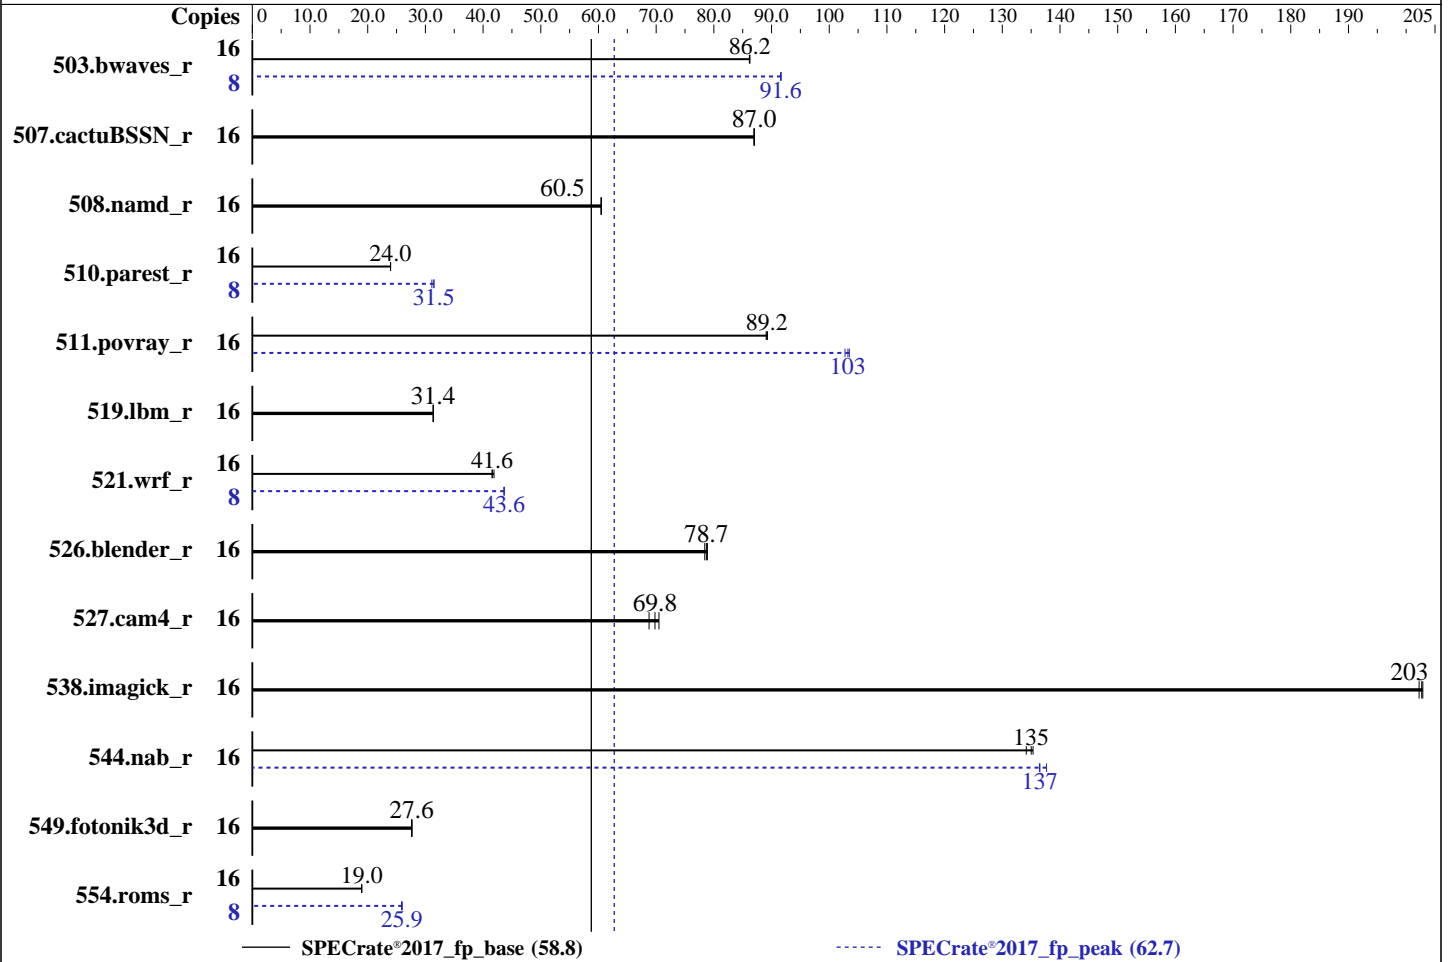 Copies 0 10.0 20.0 30.0 40.0 50.0 60.0 70.0 80.0 90.0 100 110 120 130 140 150 160 170 180 190 205
503.bwaves_r 16 86.2
8 91.6
507.cactuBSSN_r 16 87.0
508.namd_r 16 60.5
510.parest_r 16 24.0
8 31.5
511.povray_r 16 89.2
103
519.lbm_r 16 31.4
521.wrf_r 16 41.6
8 43.6
526.blender_r 16 78.7
527.cam4_r 16 69.8
538.imagick_r 16 203
544.nab_r 16 135
137
549.fotonik3d_r 16 27.6
554.roms_r 16 19.0
8 25.9
SPECrate®2017_fp_base (58.8) SPECrate®2017_fp_peak (62.7)